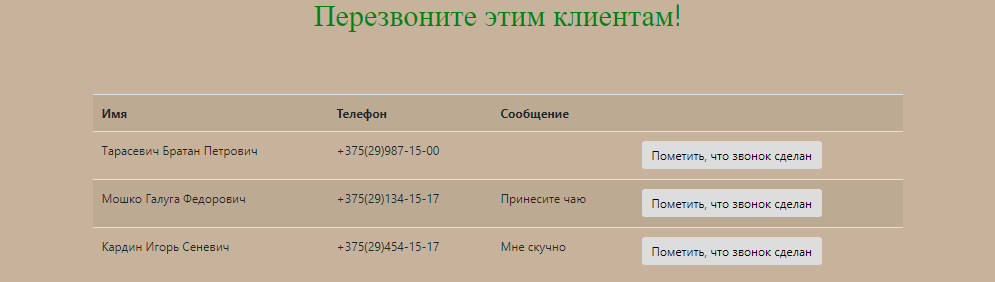 Перезвоните этим клиентам!
Имя Телефон Сообщение
Тарасевич Братан Петрович +375(29)987-15-00 Пометить, что звонок сделан
Мошко Галуга Федорович +375(29)134-15-17 Принесите чаю Пометить, что звонок сделан
Кардин Игорь Сеневич +375(29)454-15-17 Мне скучно Пометить, что звонок сделан